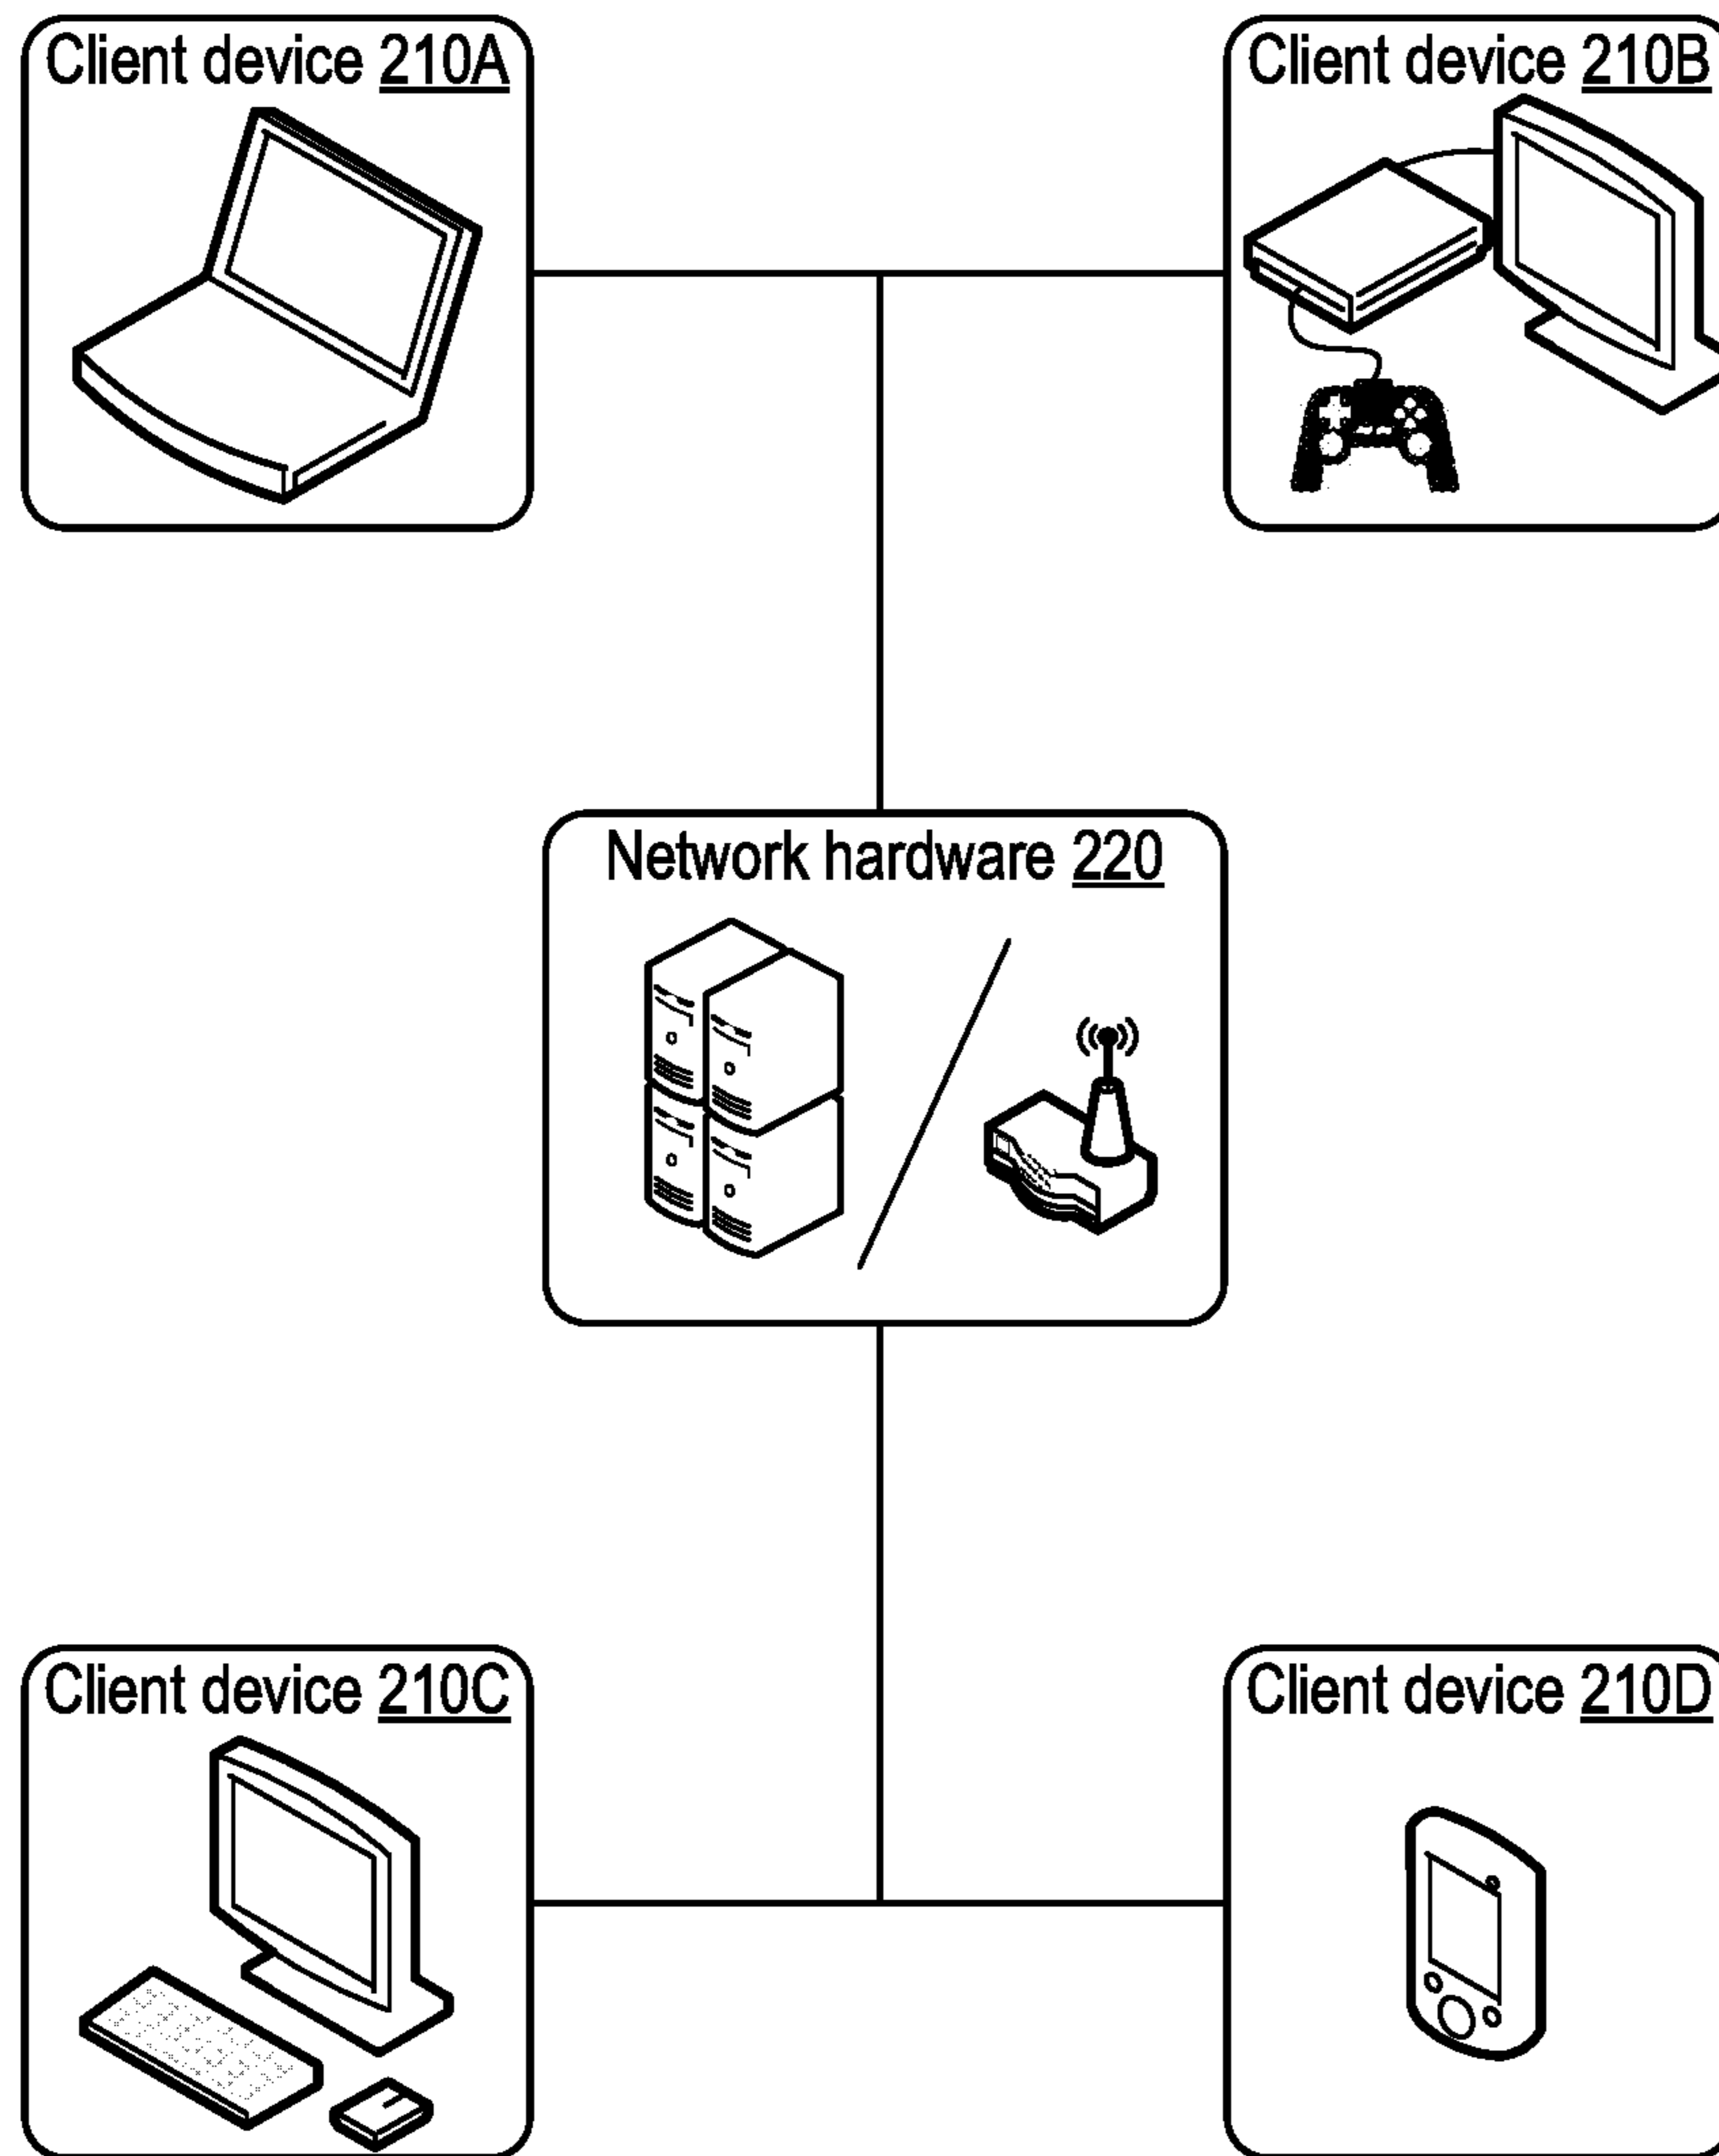 Client device 210A
Client device 210B
Network hardware 220
Client device 210C
Client device 210D